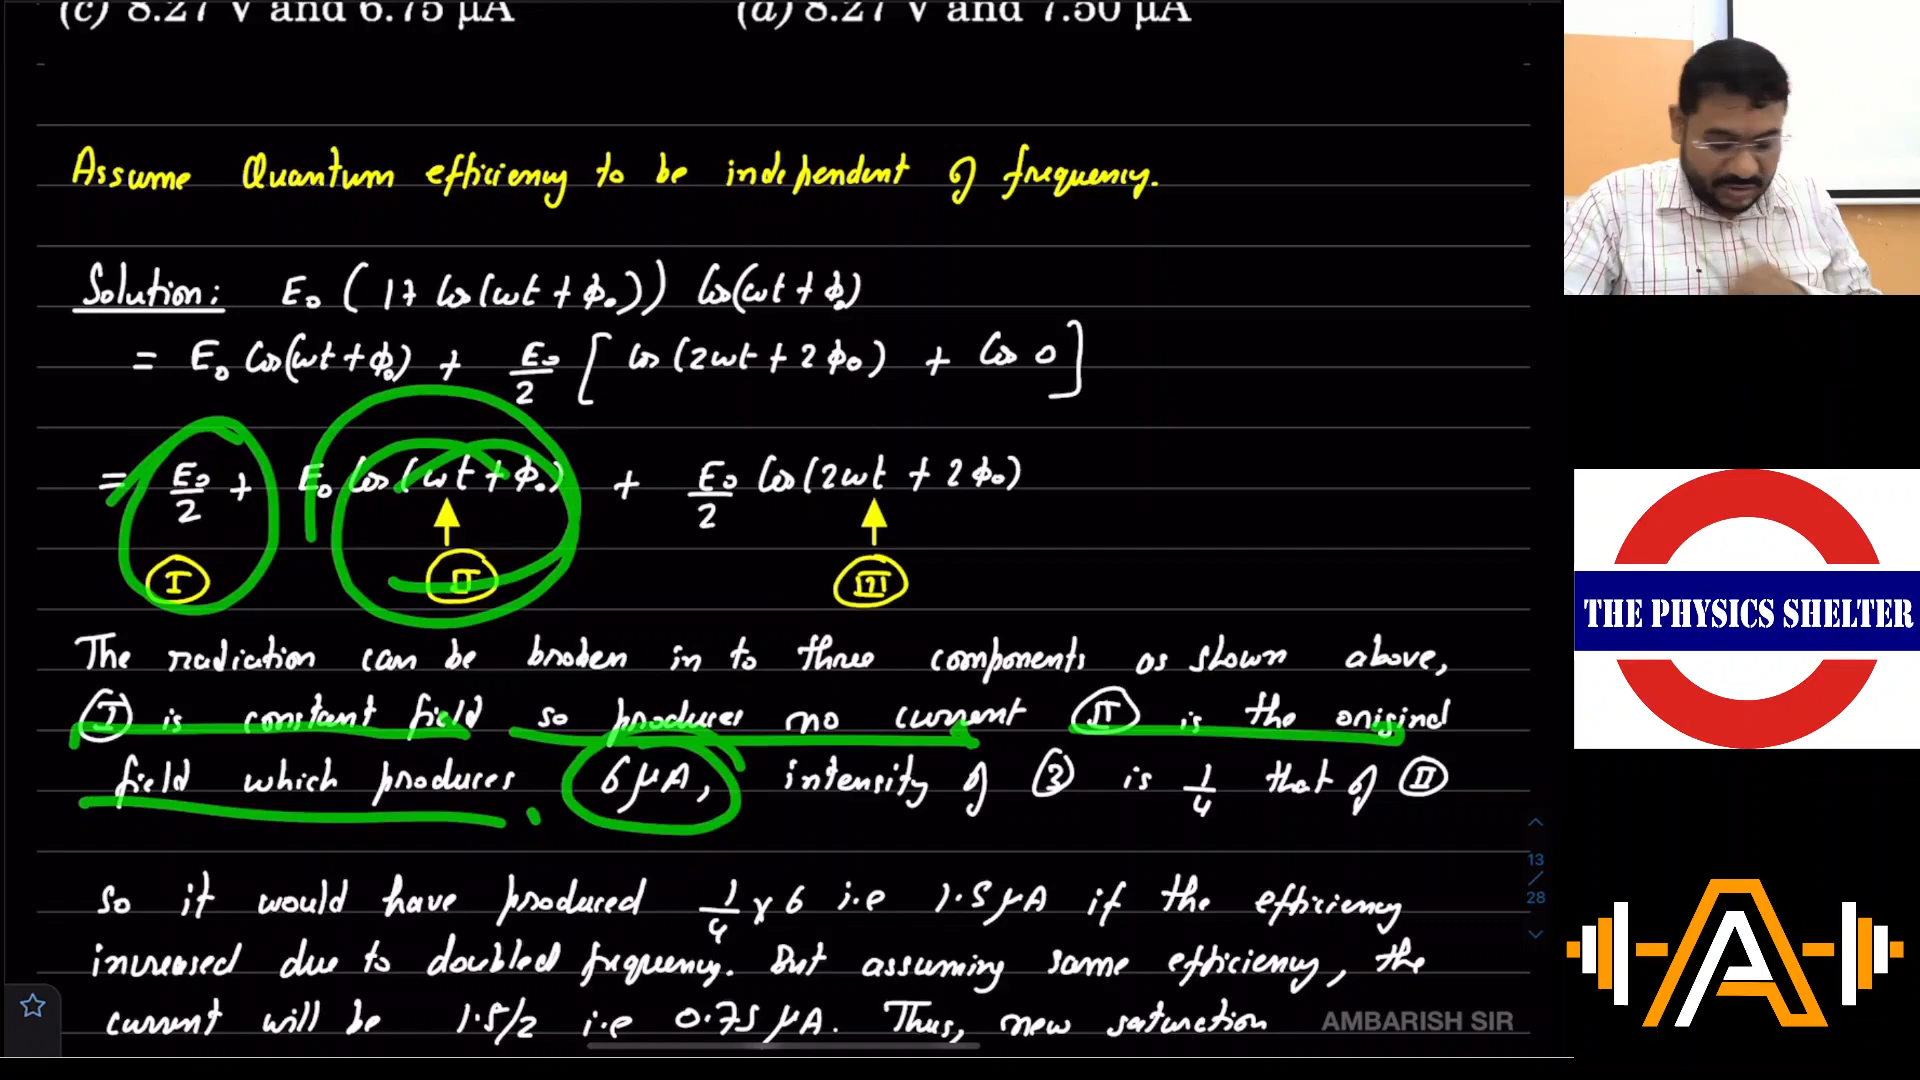 (c) 8.27 V and 6.75 μA (d) 8.27 V and 7.50 μA
Assume Quantum efficiency to be independent of frequency.
Solution: E₀ (1+ Cos(ωt + ϕ₀)) Cos(ωt + ϕ₀)
= E₀ Cos(ωt + ϕ₀) + E₀/2 [ Cos(2ωt + 2ϕ₀) + Cos 0 ]
= E₀/2 + E₀ Cos(ωt + ϕ₀) + E₀/2 Cos(2ωt + 2ϕ₀)
I II III
The radiation can be broken in to three components as shown above,
I is constant field so produces no current II is the original
field which produces 6 μA, intensity of 3 is 1/4 that of II
So it would have produced 1/4 × 6 i.e 1.5 μA if the efficiency
increased due to doubled frequency. But assuming same efficiency, the
current will be 1.5/2 i.e 0.75 μA. Thus, new saturation
AMBARISH SIR
13
/
28
THE PHYSICS SHELTER